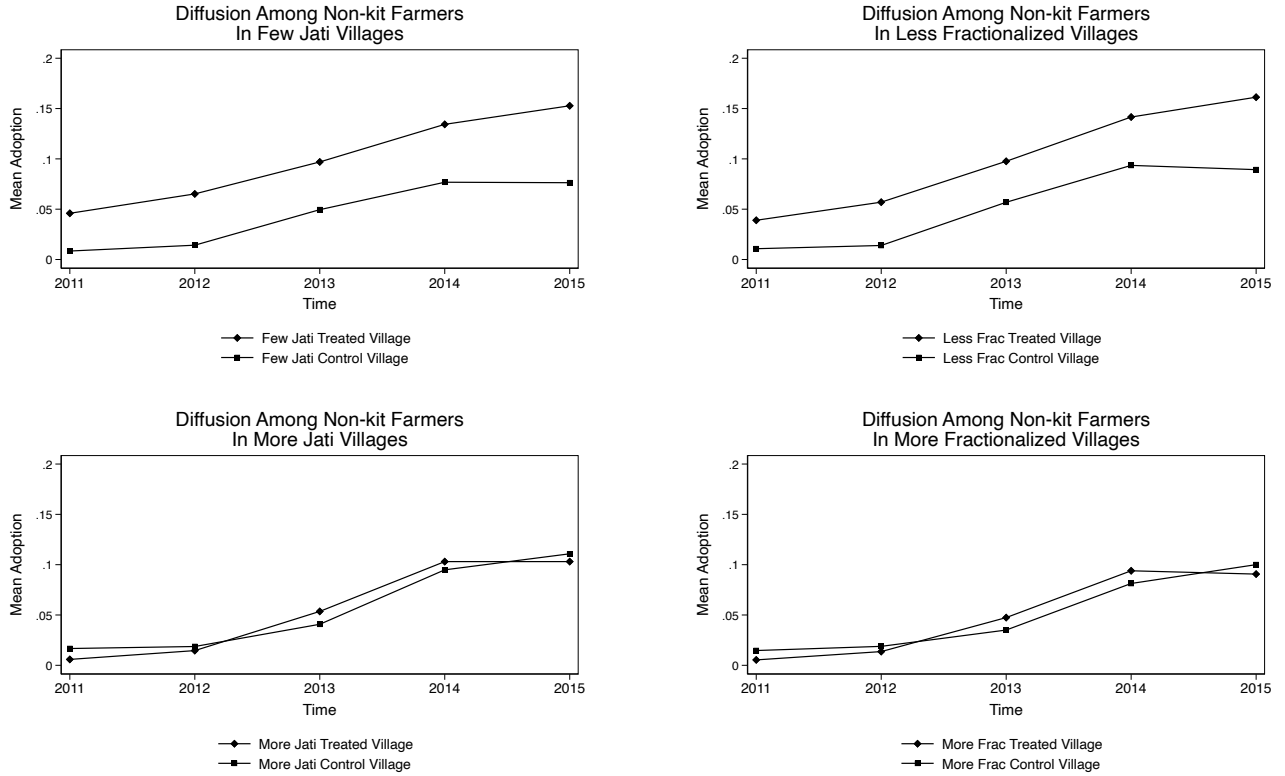 Diffusion Among Non-kit Farmers
In Few Jati Villages
Mean Adoption
.2
.15
.1
.05
0
2011 2012 2013 2014 2015
Time
Few Jati Treated Village
Few Jati Control Village
Diffusion Among Non-kit Farmers
In Less Fractionalized Villages
Mean Adoption
.2
.15
.1
.05
0
2011 2012 2013 2014 2015
Time
Less Frac Treated Village
Less Frac Control Village
Diffusion Among Non-kit Farmers
In More Jati Villages
Mean Adoption
.2
.15
.1
.05
0
2011 2012 2013 2014 2015
Time
More Jati Treated Village
More Jati Control Village
Diffusion Among Non-kit Farmers
In More Fractionalized Villages
Mean Adoption
.2
.15
.1
.05
0
2011 2012 2013 2014 2015
Time
More Frac Treated Village
More Frac Control Village